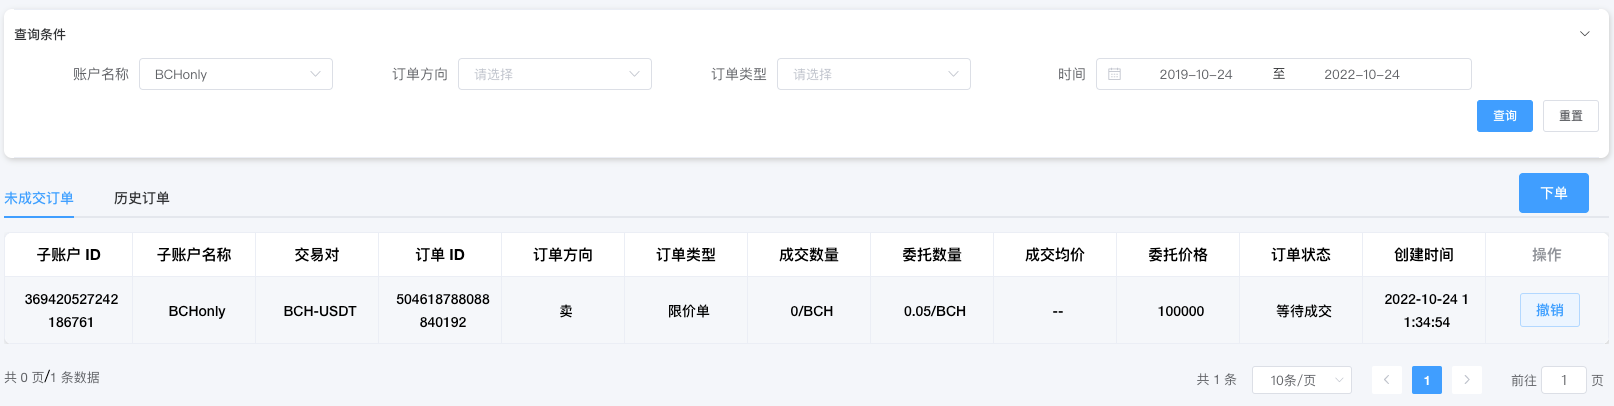 查询条件
账户名称 BCHonly 订单方向 请选择 订单类型 请选择 时间 2019-10-24 至 2022-10-24
查询 重置
未成交订单 历史订单 下单
子账户 ID 子账户名称 交易对 订单 ID 订单方向 订单类型 成交数量 委托数量 成交均价 委托价格 订单状态 创建时间 操作
369420527242 504618788088 2022-10-24 1
BCHonly BCH-USDT 卖 限价单 0/BCH 0.05/BCH -- 100000 等待成交 撤销
186761 840192 1:34:54
共 0 页/1 条数据 共 1 条 10条/页 1 前往 1 页